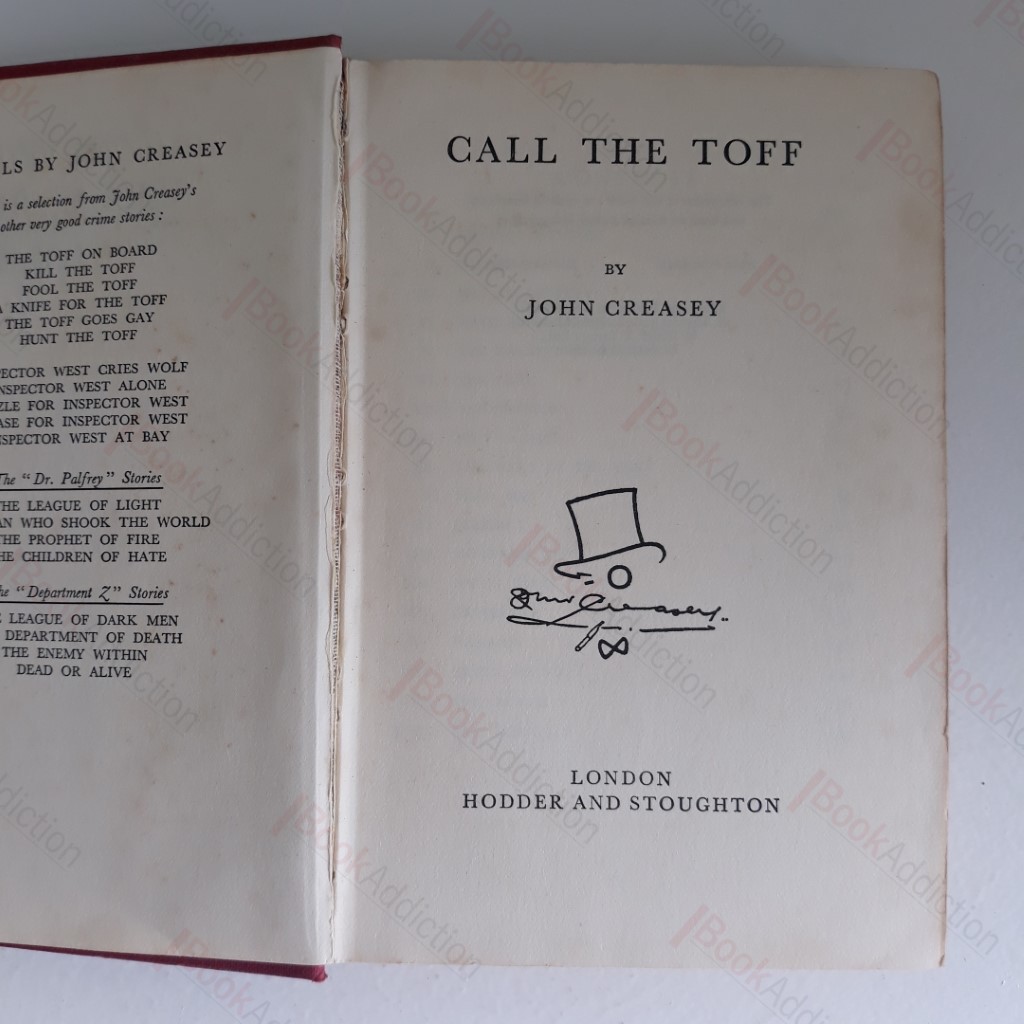 LS BY JOHN CREASEY
is a selection from John Creasey's
other very good crime stories :
THE TOFF ON BOARD
KILL THE TOFF
FOOL THE TOFF
A KNIFE FOR THE TOFF
THE TOFF GOES GAY
HUNT THE TOFF
ECTOR WEST CRIES WOLF
NSPECTOR WEST ALONE
ZLE FOR INSPECTOR WEST
ASE FOR INSPECTOR WEST
NSPECTOR WEST AT BAY
The "Dr. Palfrey" Stories
HE LEAGUE OF LIGHT
AN WHO SHOOK THE WORLD
THE PROPHET OF FIRE
HE CHILDREN OF HATE
he "Department Z" Stories
E LEAGUE OF DARK MEN
DEPARTMENT OF DEATH
THE ENEMY WITHIN
DEAD OR ALIVE
CALL THE TOFF
BY
JOHN CREASEY
John Creasey
LONDON
HODDER AND STOUGHTON
BookAddiction